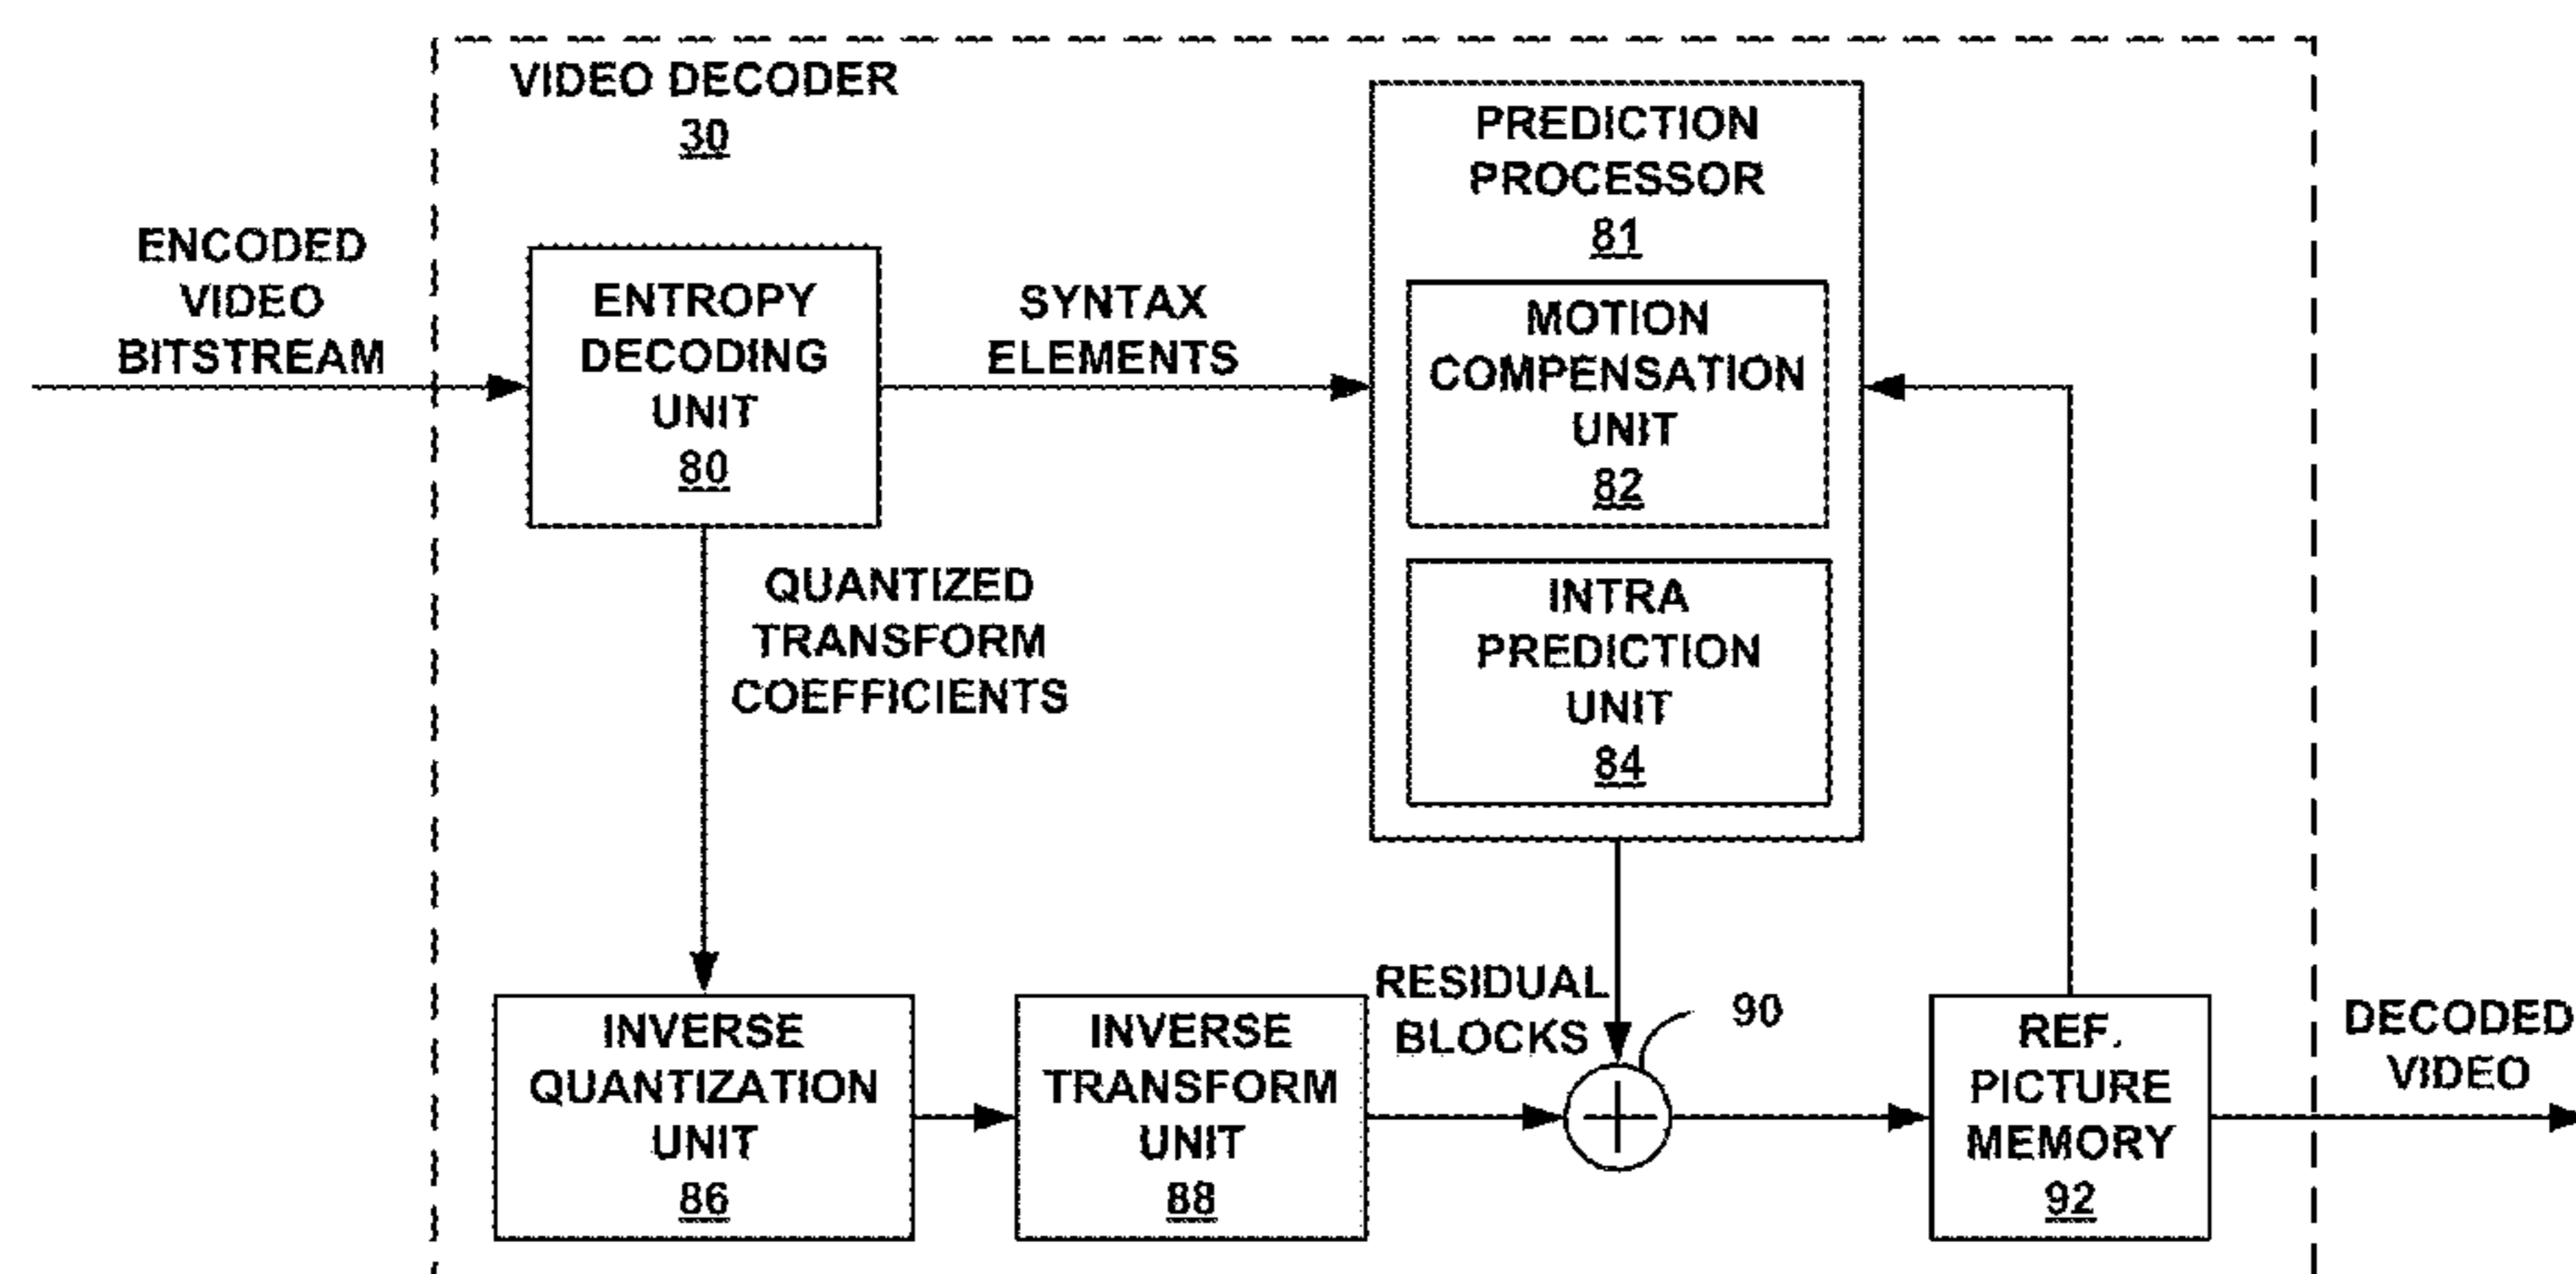 VIDEO DECODER
30
ENCODED
VIDEO
BITSTREAM
ENTROPY
DECODING
UNIT
80
SYNTAX
ELEMENTS
PREDICTION
PROCESSOR
81
MOTION
COMPENSATION
UNIT
82
INTRA
PREDICTION
UNIT
84
QUANTIZED
TRANSFORM
COEFFICIENTS
INVERSE
QUANTIZATION
UNIT
86
INVERSE
TRANSFORM
UNIT
88
RESIDUAL
BLOCKS
90
REF.
PICTURE
MEMORY
92
DECODED
VIDEO